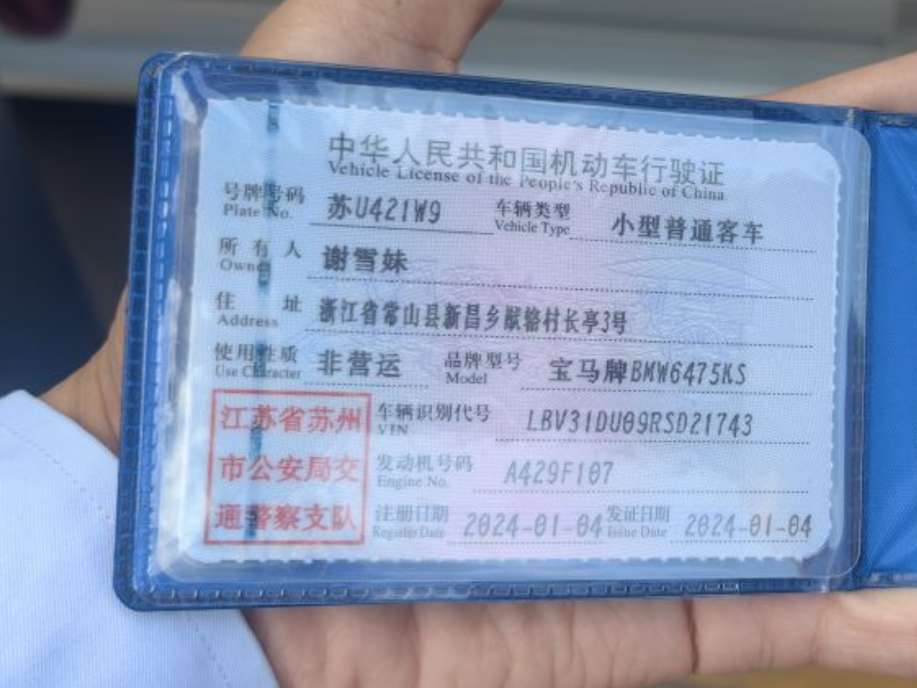 中华人民共和国机动车行驶证
Vehicle License of the People's Republic of China
号牌号码 苏U421W9 车辆类型 小型普通客车
Plate No. Vehicle Type
所有人 谢雪妹
Owner
住址 浙江省常山县新昌乡献辂村长亭3号
Address
使用性质 非营运 品牌型号 宝马牌BMW6475KS
Use Character Model
江苏省苏州 车辆识别代号 LBV31DU09RSD21743
VIN
市公安局交 发动机号码 A429F107
Engine No.
通警察支队 注册日期 2024-01-04 发证日期 2024-01-04
Register Date Issue Date